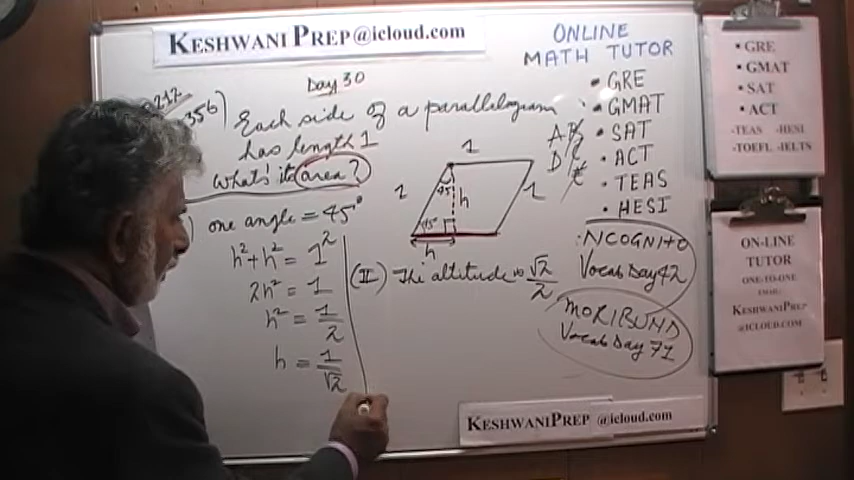 KESHWANI PREP@icloud.com
Day 30
217
356)
Each side of a parallelogram
has length 1
What's its area?
) one angle = 45°
h² + h² = 1²
2h² = 1
h² = 1/2
h = 1/√2
1
1
1
45°
45°
h
h
(II) The altitude is √2/2
A B
D C
E
ONLINE
MATH TUTOR
• GRE
• GMAT
• SAT
• ACT
• TEAS
• HESI
INCOGNITO
Vocab Day 42
MORIBUND
Vocab Day 71
KESHWANIPREP @icloud.com
• GRE
• GMAT
• SAT
• ACT
-TEAS -HESI
-TOEFL -IELTS
ON-LINE
TUTOR
ONE-TO-ONE
EMAIL:
KESHWANIPREP
@ICLOUD.COM